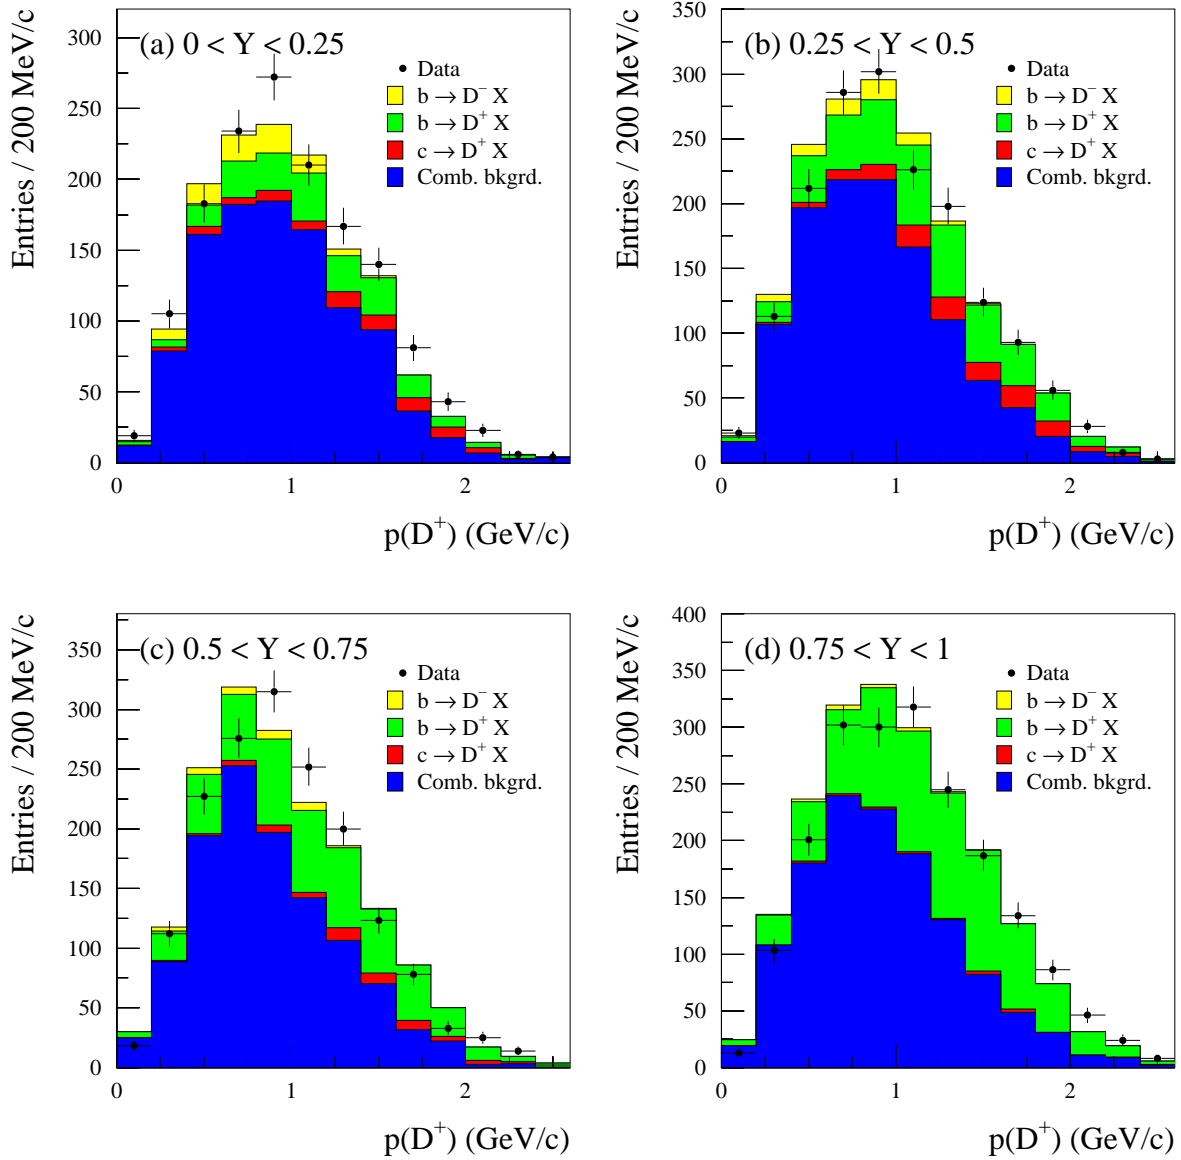 (a) 0 < Y < 0.25
Entries / 200 MeV/c
300
250
200
150
100
50
0
Data
b → D⁻ X
b → D⁺ X
c → D⁺ X
Comb. bkgrd.
0 1 2
p(D⁺) (GeV/c)
(b) 0.25 < Y < 0.5
Entries / 200 MeV/c
350
300
250
200
150
100
50
0
Data
b → D⁻ X
b → D⁺ X
c → D⁺ X
Comb. bkgrd.
0 1 2
p(D⁺) (GeV/c)
(c) 0.5 < Y < 0.75
Entries / 200 MeV/c
350
300
250
200
150
100
50
0
Data
b → D⁻ X
b → D⁺ X
c → D⁺ X
Comb. bkgrd.
0 1 2
p(D⁺) (GeV/c)
(d) 0.75 < Y < 1
Entries / 200 MeV/c
400
350
300
250
200
150
100
50
0
Data
b → D⁻ X
b → D⁺ X
c → D⁺ X
Comb. bkgrd.
0 1 2
p(D⁺) (GeV/c)